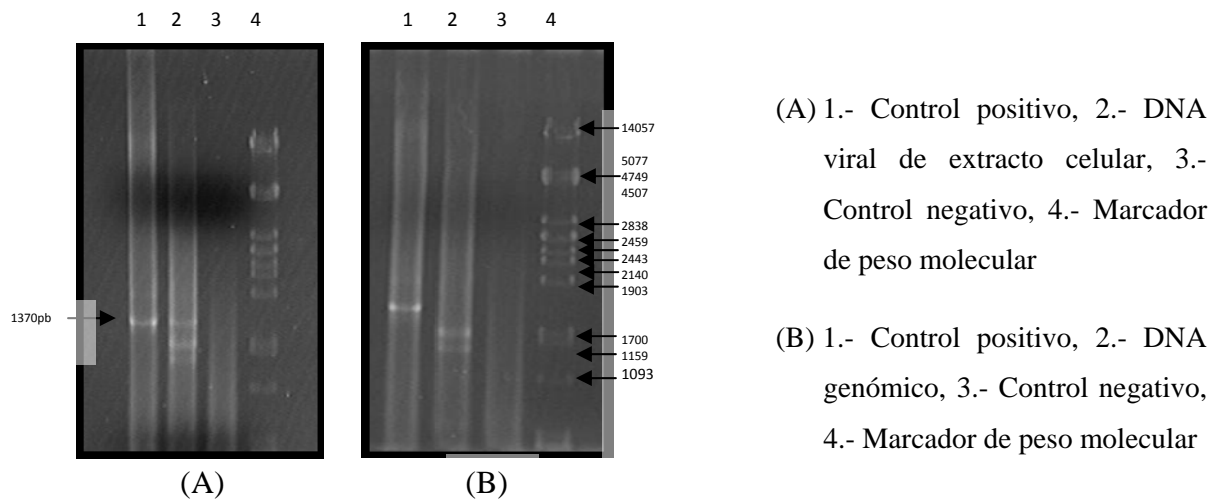 1 2 3 4
1 2 3 4
1370pb
14057
5077
4749
4507
2838
2459
2443
2140
1903
1700
1159
1093
(A)
(B)
(A) 1.- Control positivo, 2.- DNA
viral de extracto celular, 3.-
Control negativo, 4.- Marcador
de peso molecular
(B) 1.- Control positivo, 2.- DNA
genómico, 3.- Control negativo,
4.- Marcador de peso molecular